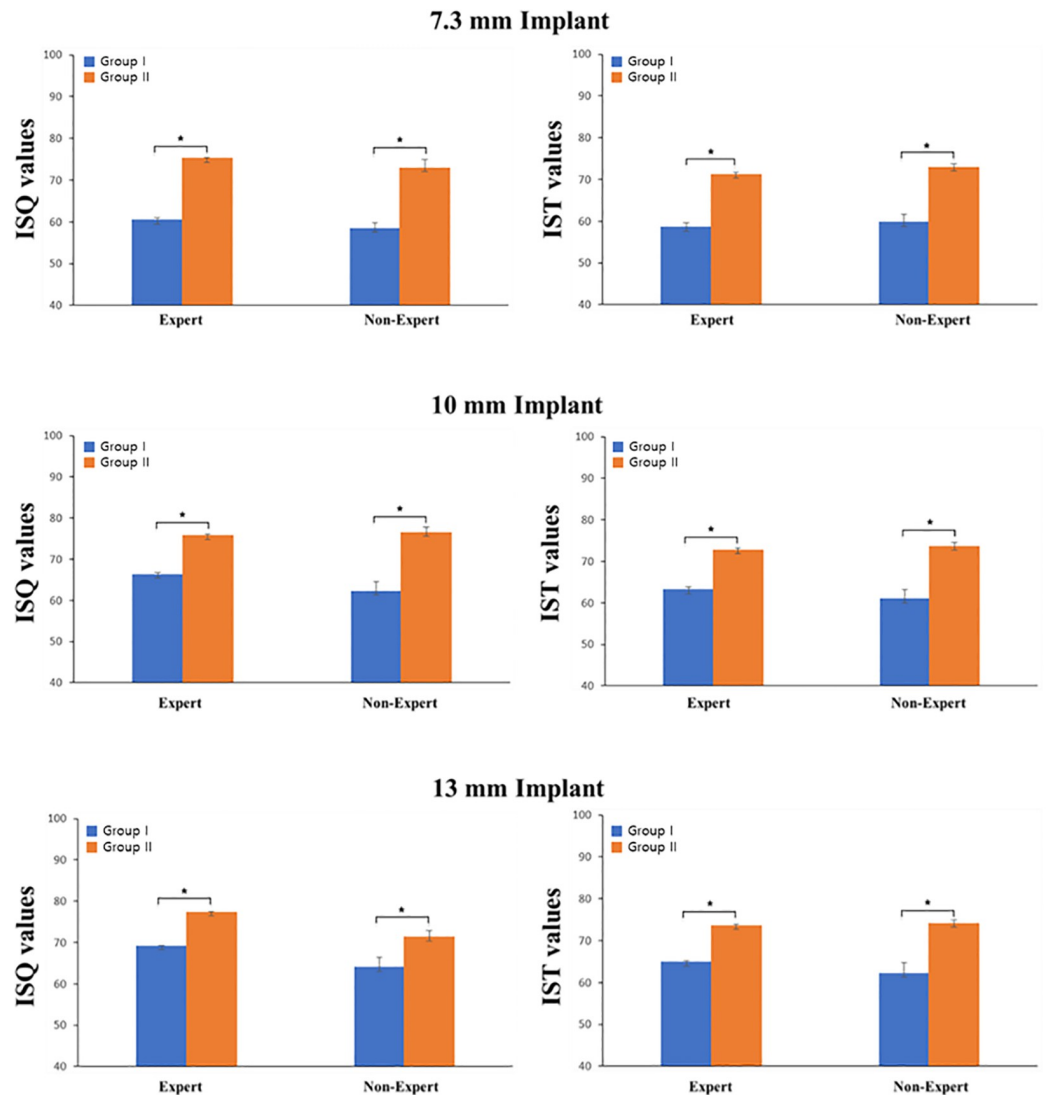 7.3 mm Implant
ISQ values
100
90
80
70
60
50
40
Group I
Group II
*
*
Expert
Non-Expert
IST values
100
90
80
70
60
50
40
Group I
Group II
*
*
Expert
Non-Expert
10 mm Implant
ISQ values
100
90
80
70
60
50
40
Group I
Group II
*
*
Expert
Non-Expert
IST values
100
90
80
70
60
50
40
Group I
Group II
*
*
Expert
Non-Expert
13 mm Implant
ISQ values
100
90
80
70
60
50
40
Group I
Group II
*
*
Expert
Non-Expert
IST values
100
90
80
70
60
50
40
Group I
Group II
*
*
Expert
Non-Expert